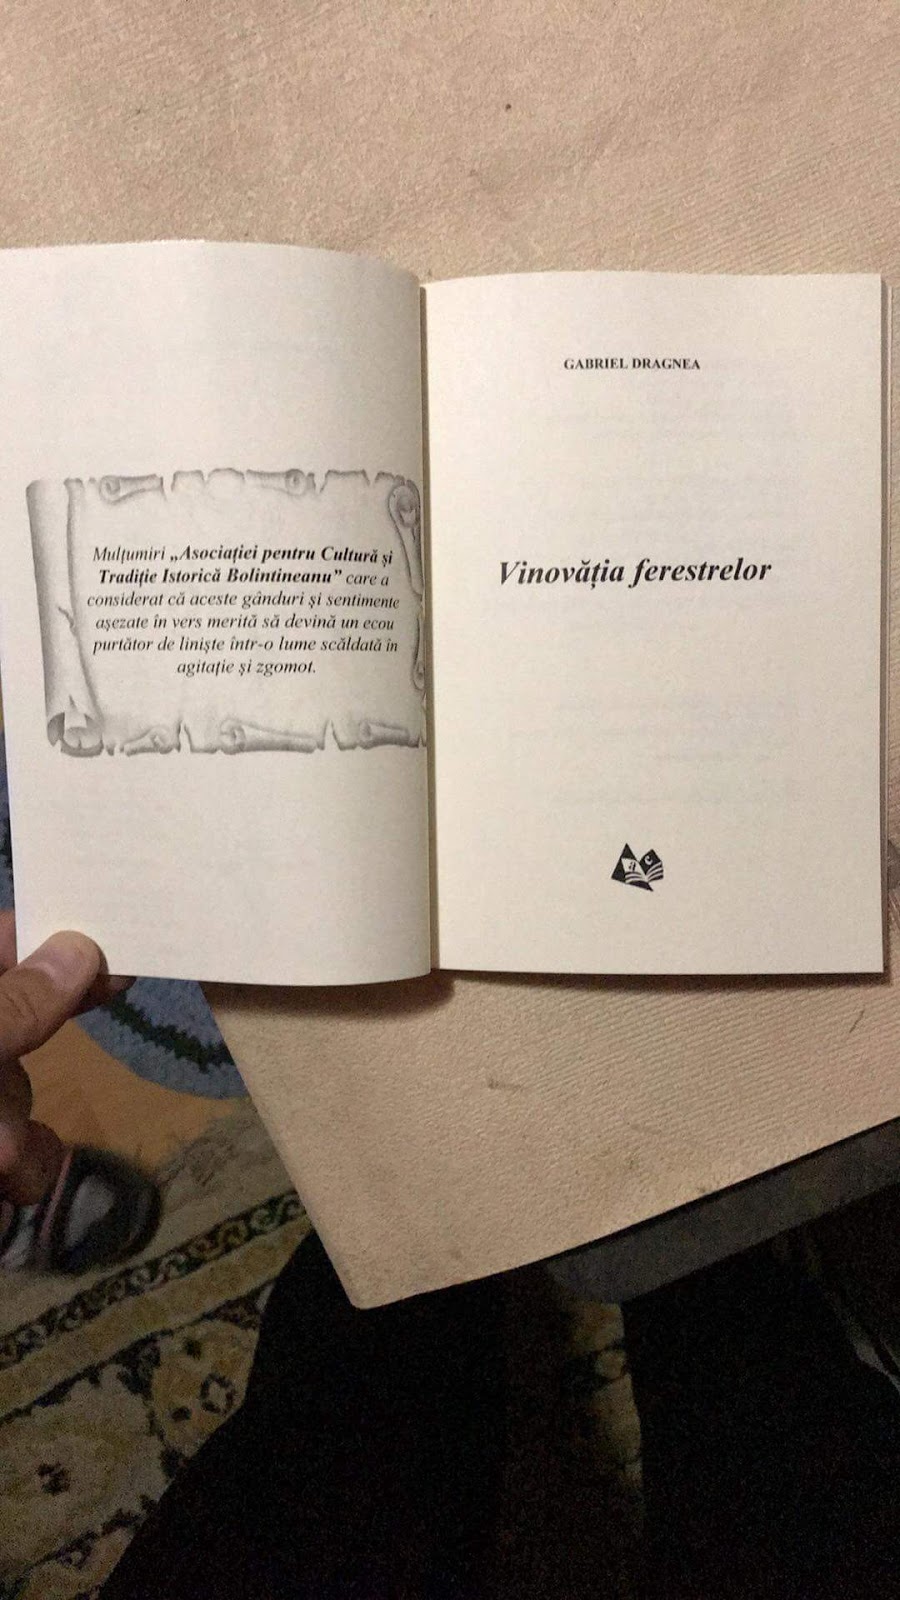 Mulțumiri „Asociației pentru Cultură și
Tradiție Istorică Bolintineanu” care a
considerat că aceste gânduri și sentimente
așezate în vers merită să devină un ecou
purtător de liniște într-o lume scăldată în
agitație și zgomot.
GABRIEL DRAGNEA
Vinovăția ferestrelor
a c